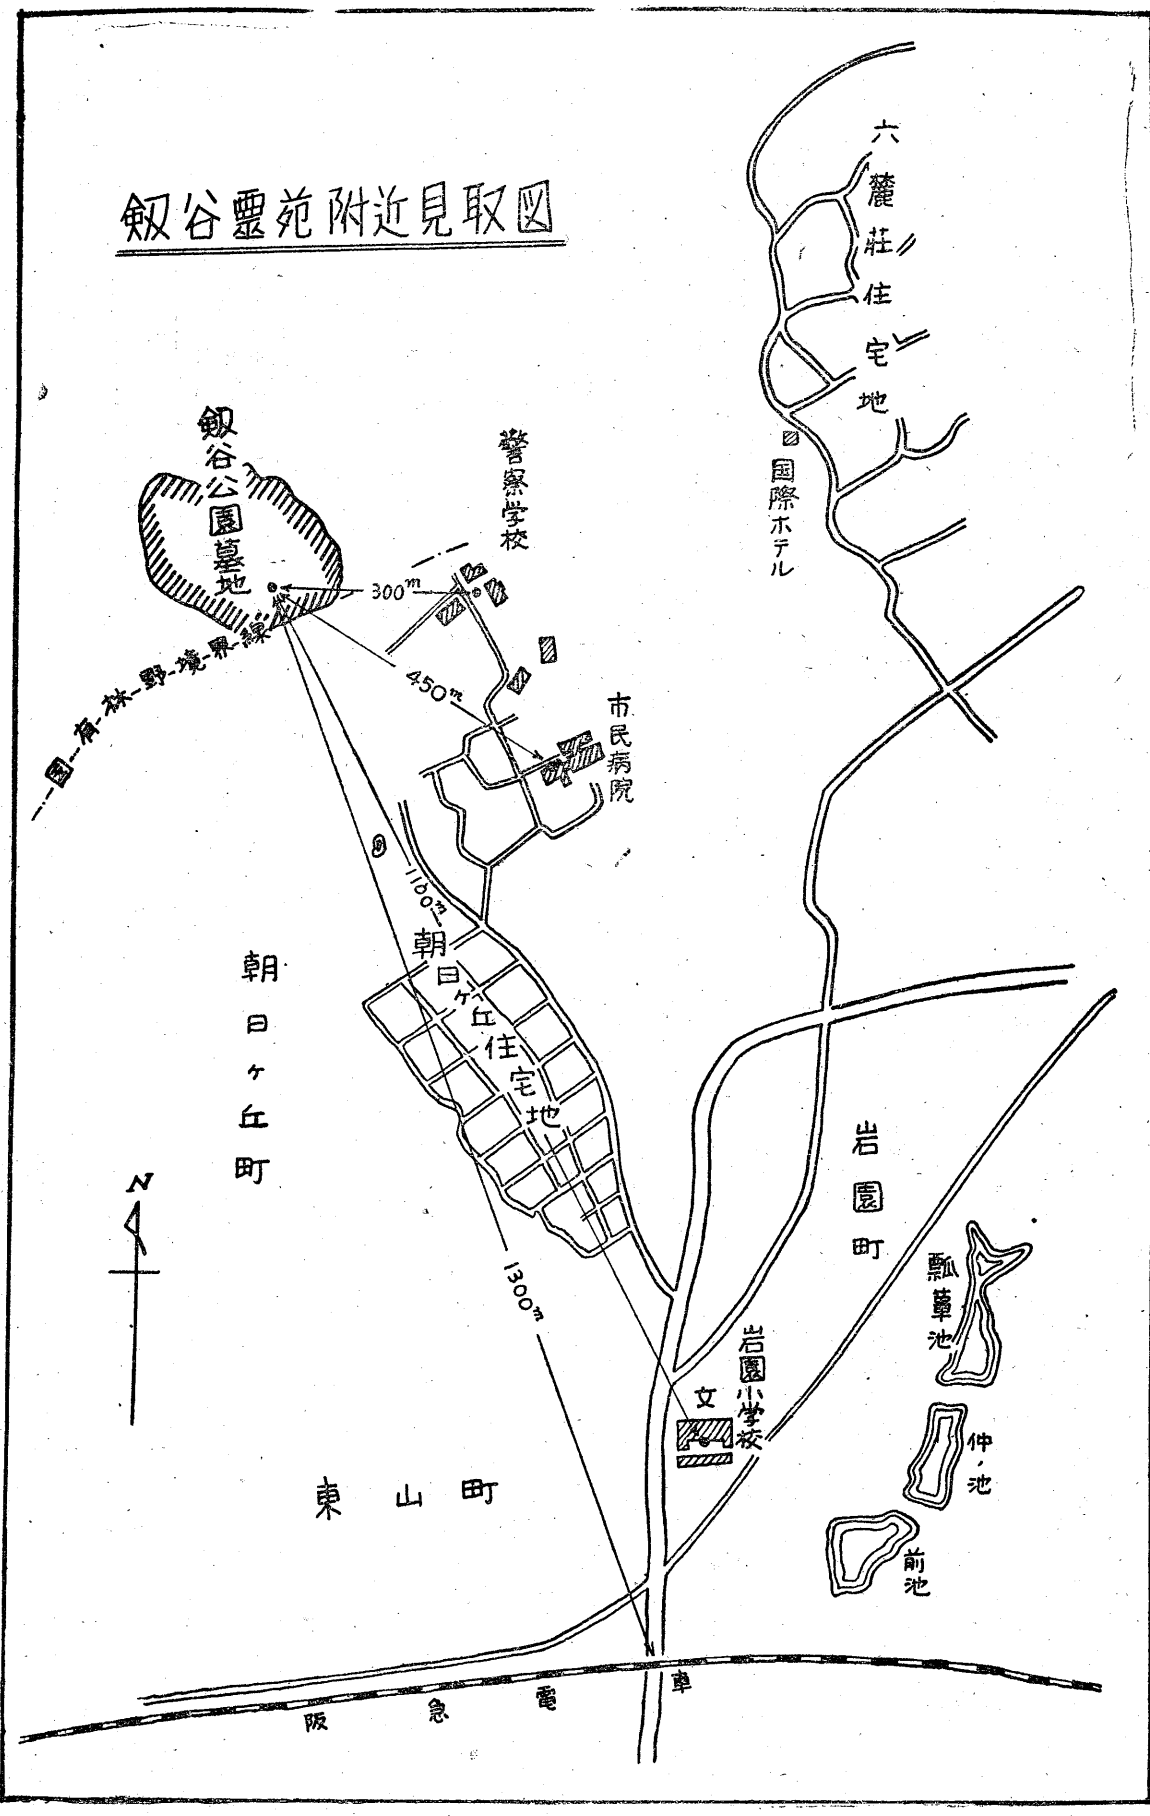 剱谷霊苑附近見取図
六麓荘住宅地
国際ホテル
剱谷公園墓地
警察学校
300m
国有林野境界線
450m
市民病院
1100m
朝日ヶ丘住宅地
朝日ヶ丘町
N
岩園町
1300m
瓢箪池
岩園小学校
文
仲ノ池
東山町
前池
阪急電車